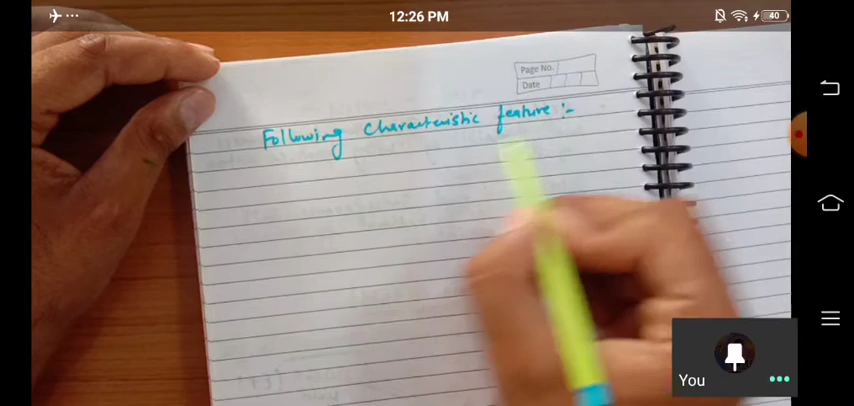 12:26 PM
40
Page No.
Date
Following characteristic feature :-
You